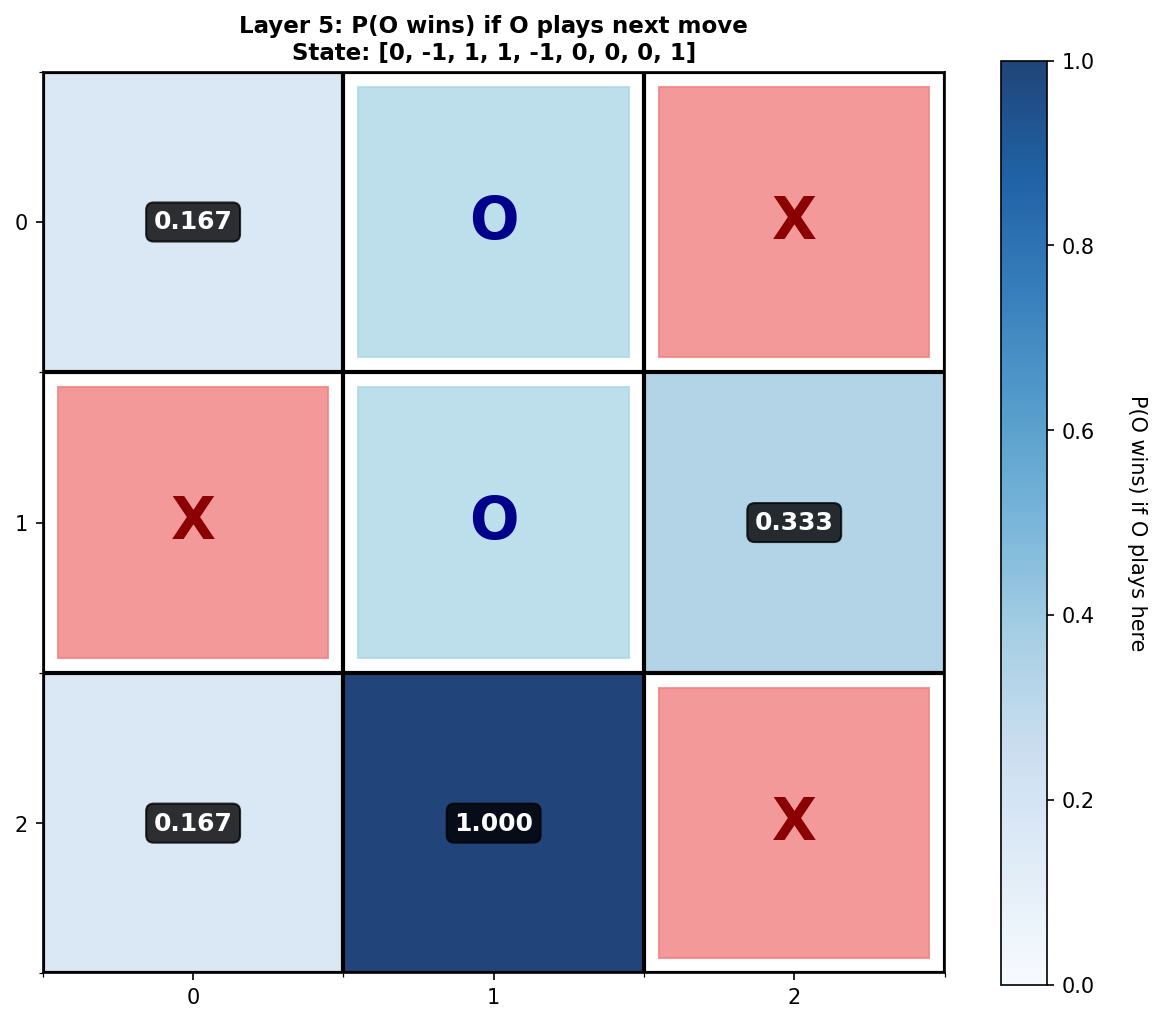 Layer 5: P(O wins) if O plays next move
State: [0, -1, 1, 1, -1, 0, 0, 0, 1]
0
0.167
O
X
1
X
O
0.333
2
0.167
1.000
X
0
1
2
1.0
0.8
0.6
0.4
0.2
0.0
P(O wins) if O plays here